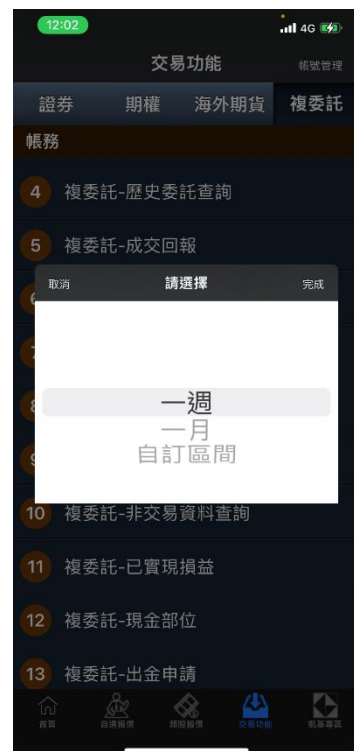 12:02
4G
交易功能
帳號管理
證券
期權
海外期貨
複委託
帳務
4
複委託-歷史委託查詢
5
複委託-成交回報
取消
請選擇
完成
一週
一月
自訂區間
10
複委託-非交易資料查詢
11
複委託-已實現損益
12
複委託-現金部位
13
複委託-出金申請
首頁
自選報價
類股報價
交易功能
凱基專區